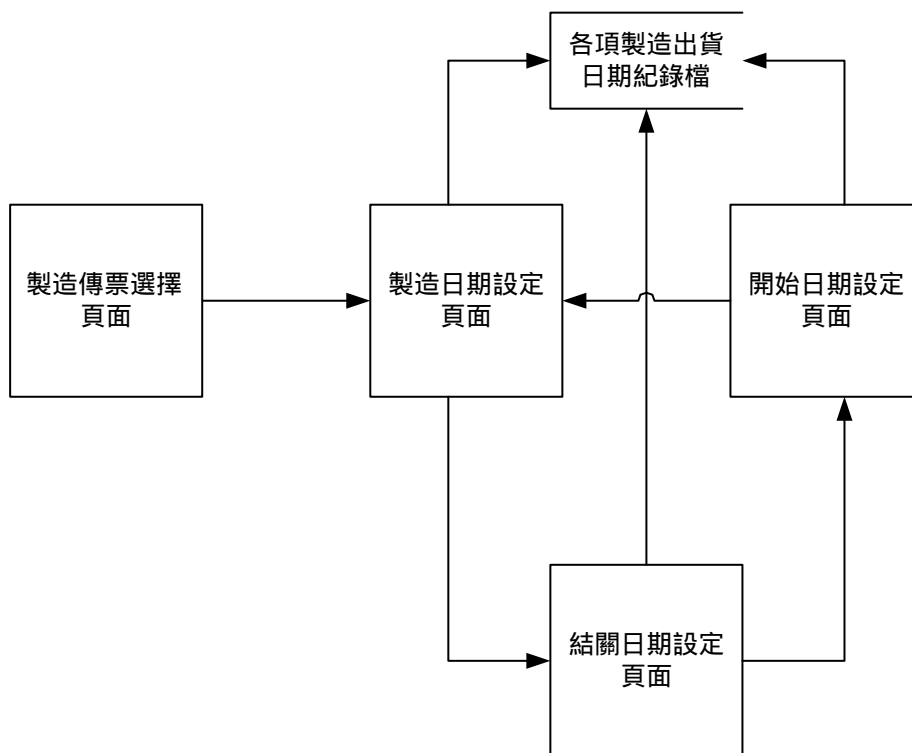 各項製造出貨
日期紀錄檔
製造傳票選擇
頁面
製造日期設定
頁面
開始日期設定
頁面
結關日期設定
頁面